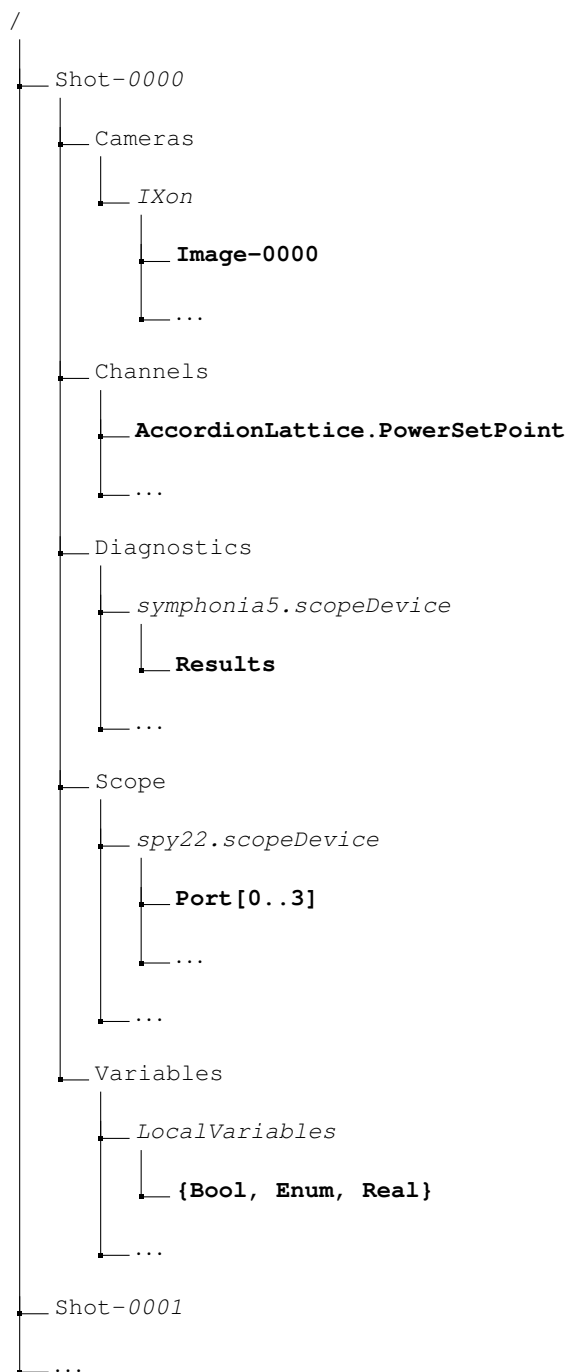 /
Shot-0000
Cameras
IXon
Image-0000
...
Channels
AccordionLattice.PowerSetPoint
...
Diagnostics
symphonia5.scopeDevice
Results
...
Scope
spy22.scopeDevice
Port[0..3]
...
...
Variables
LocalVariables
{Bool, Enum, Real}
...
Shot-0001
...